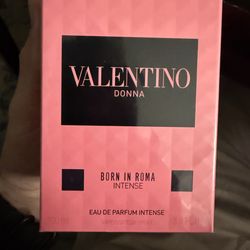 VALENTINO
DONNA
BORN IN ROMA
INTENSE
EAU DE PARFUM INTENSE